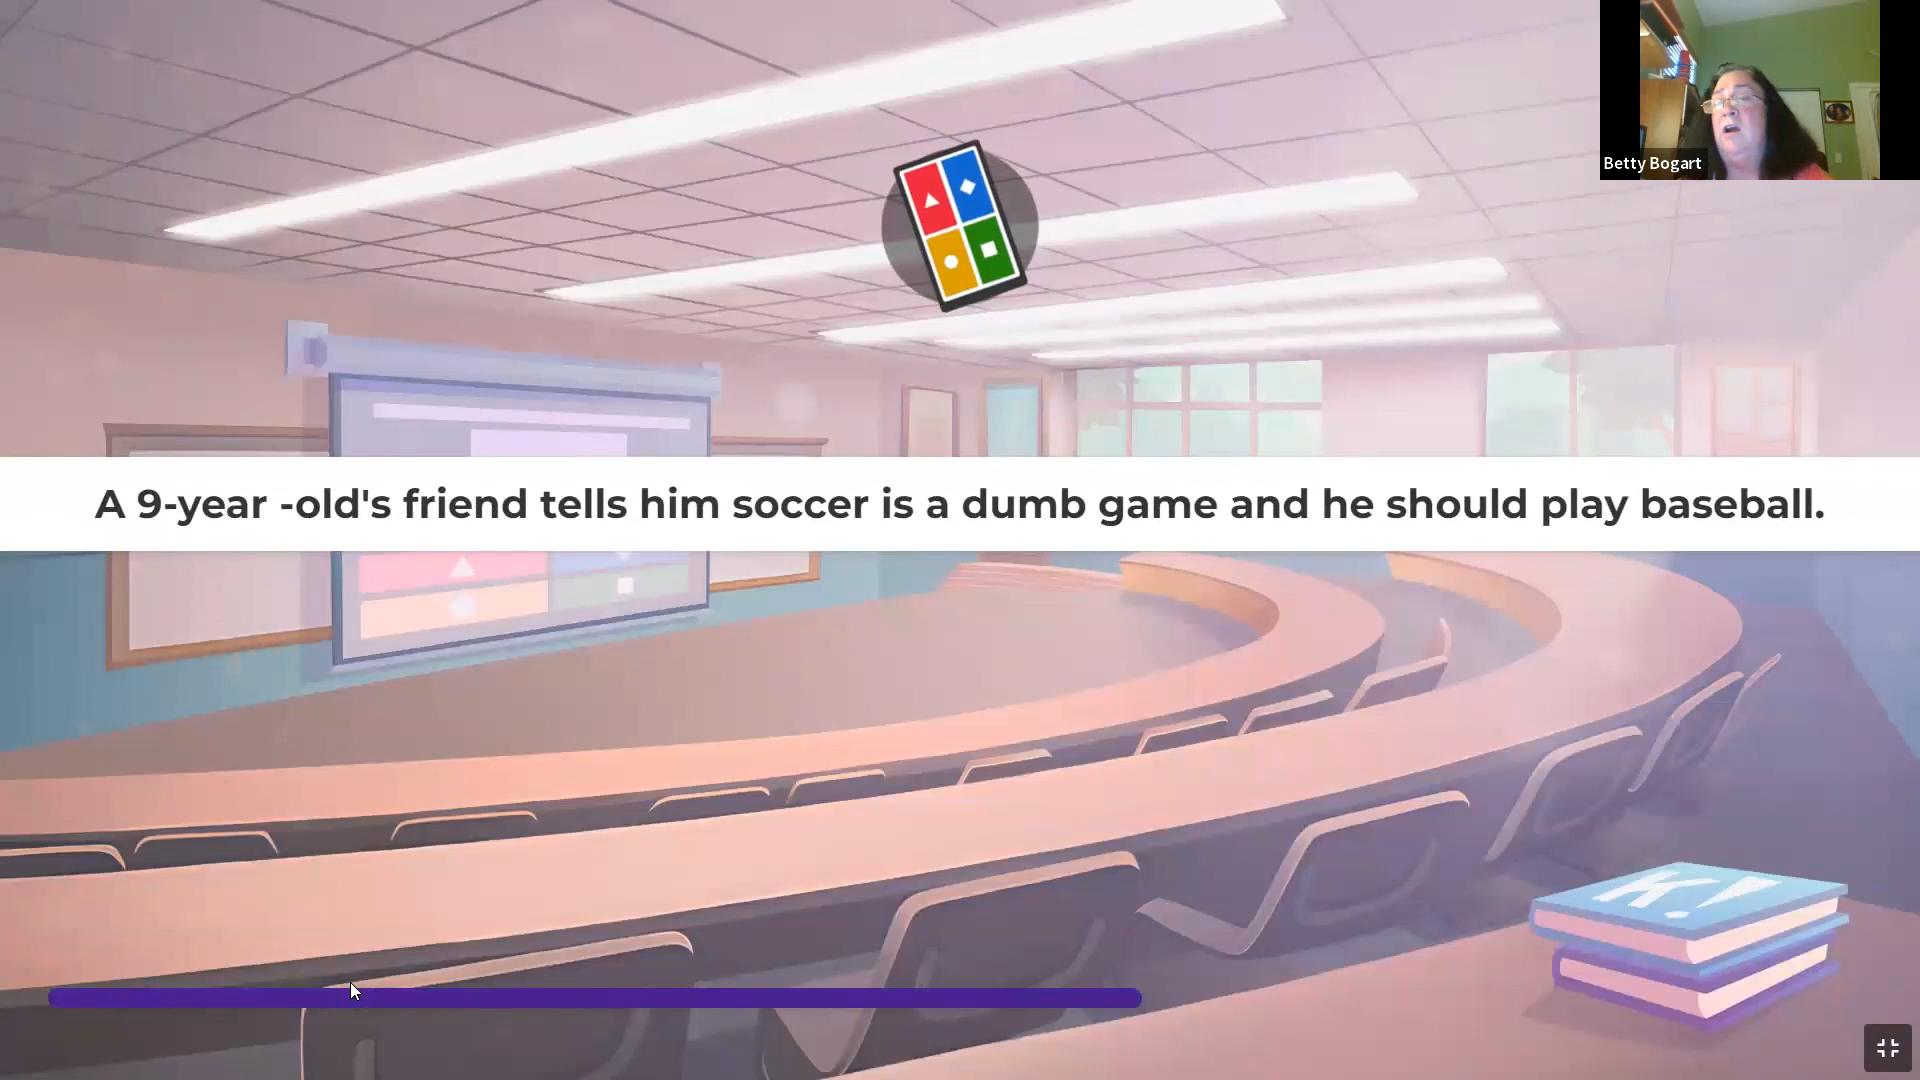 Betty Bogart
A 9-year -old's friend tells him soccer is a dumb game and he should play baseball.
K!